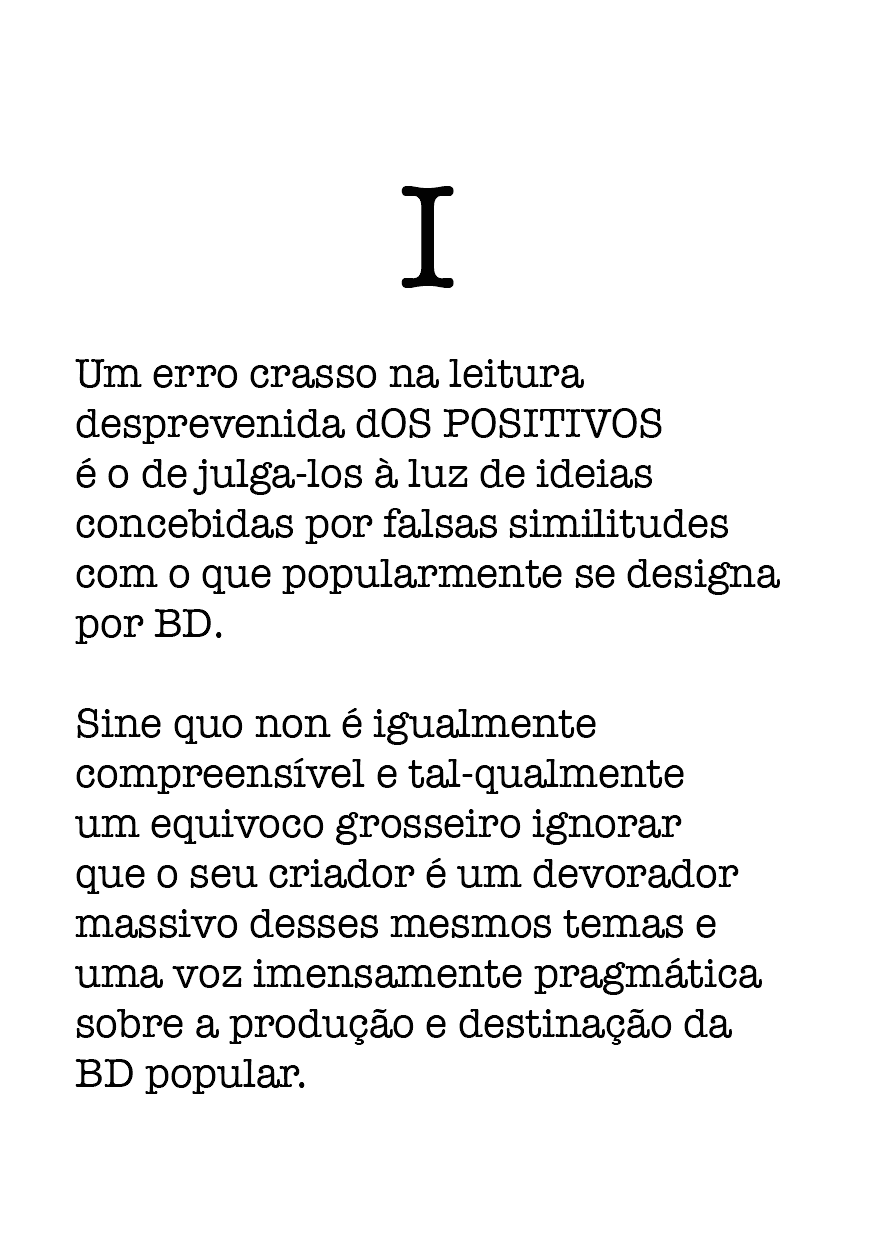 I
Um erro crasso na leitura
desprevenida dOS POSITIVOS
é o de julga-los à luz de ideias
concebidas por falsas similitudes
com o que popularmente se designa
por BD.
Sine quo non é igualmente
compreensível e tal-qualmente
um equivoco grosseiro ignorar
que o seu criador é um devorador
massivo desses mesmos temas e
uma voz imensamente pragmática
sobre a produção e destinação da
BD popular.